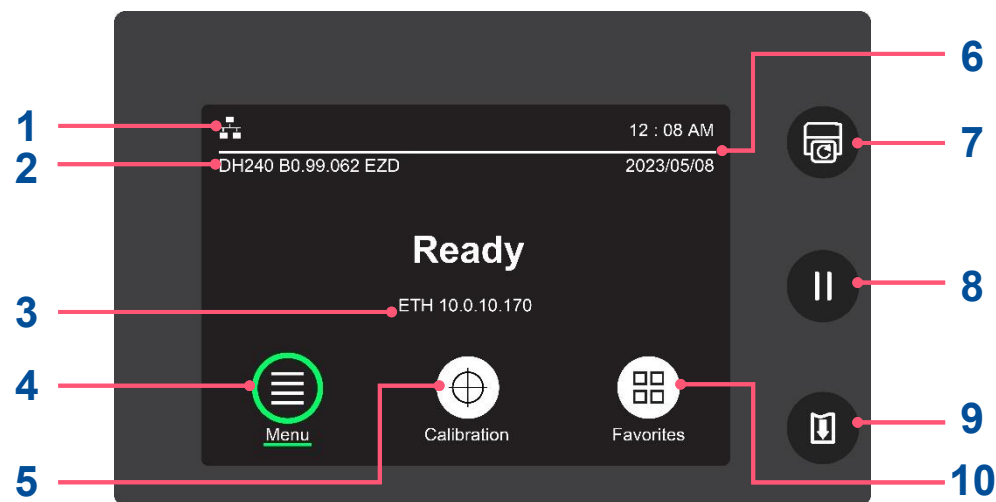 1
12 : 08 AM
6
2
DH240 B0.99.062 EZD
2023/05/08
7
Ready
3
ETH 10.0.10.170
8
4
Menu
Calibration
Favorites
9
5
10